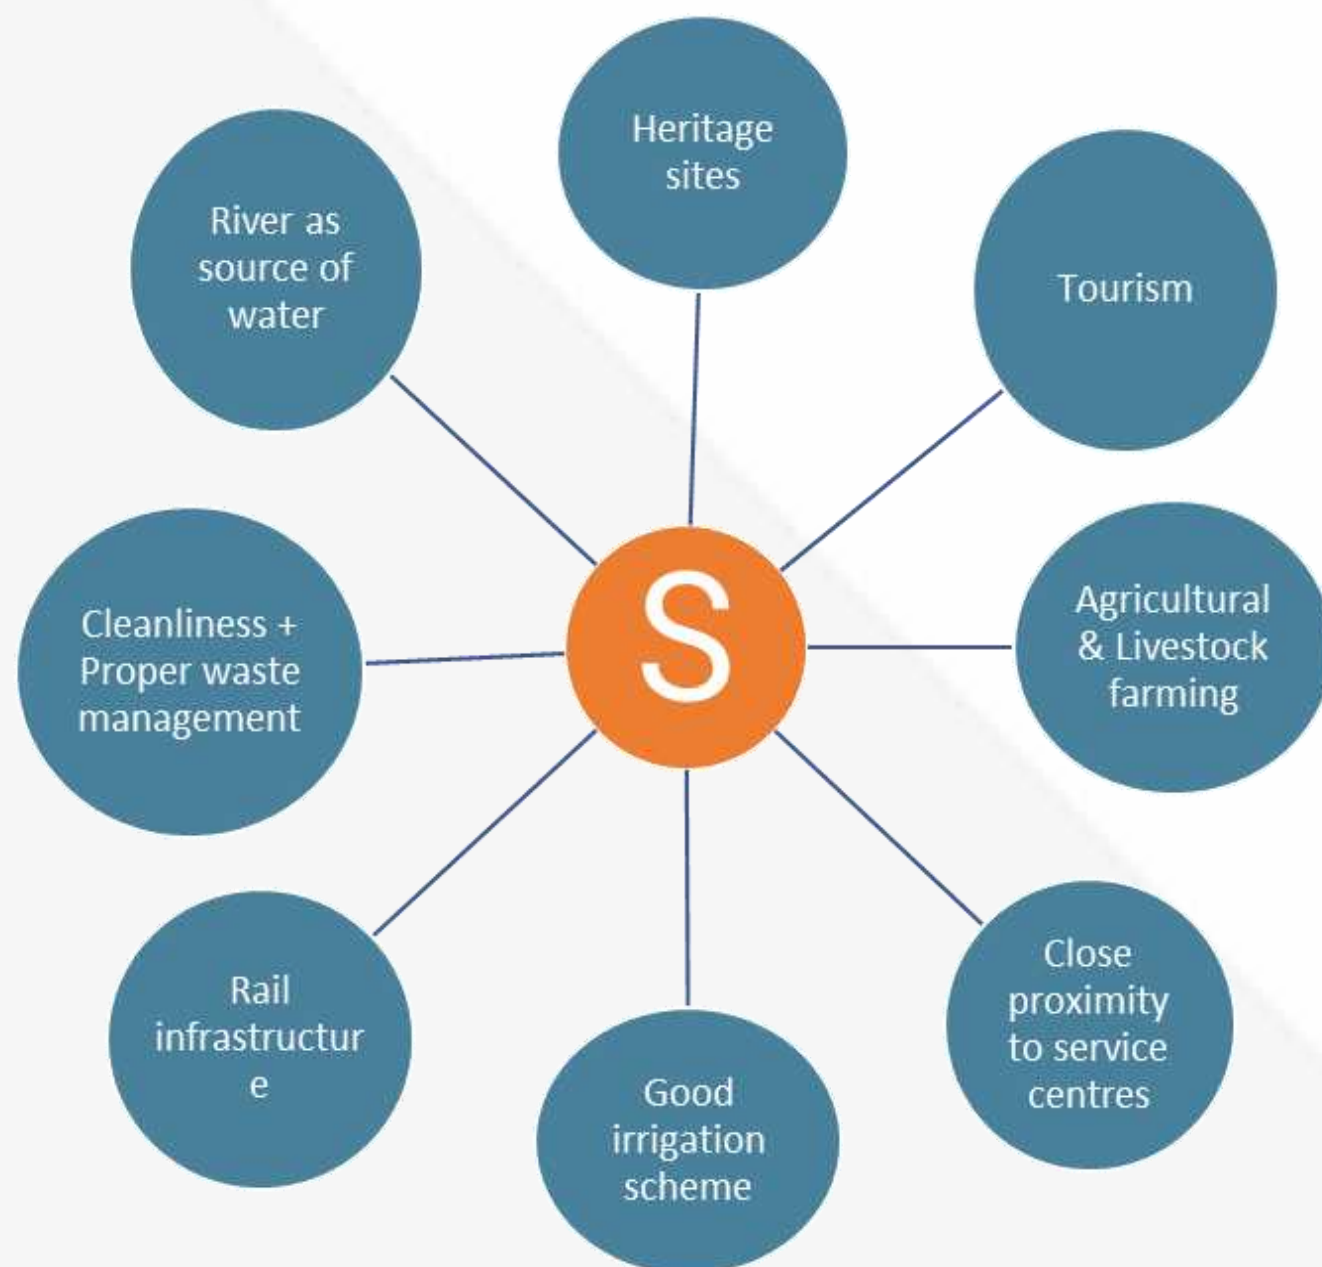 Heritage
sites
Tourism
Agricultural
& Livestock
farming
Close
proximity
to service
centres
Good
irrigation
scheme
Rail
infrastructur
e
Cleanliness +
Proper waste
management
River as
source of
water
S